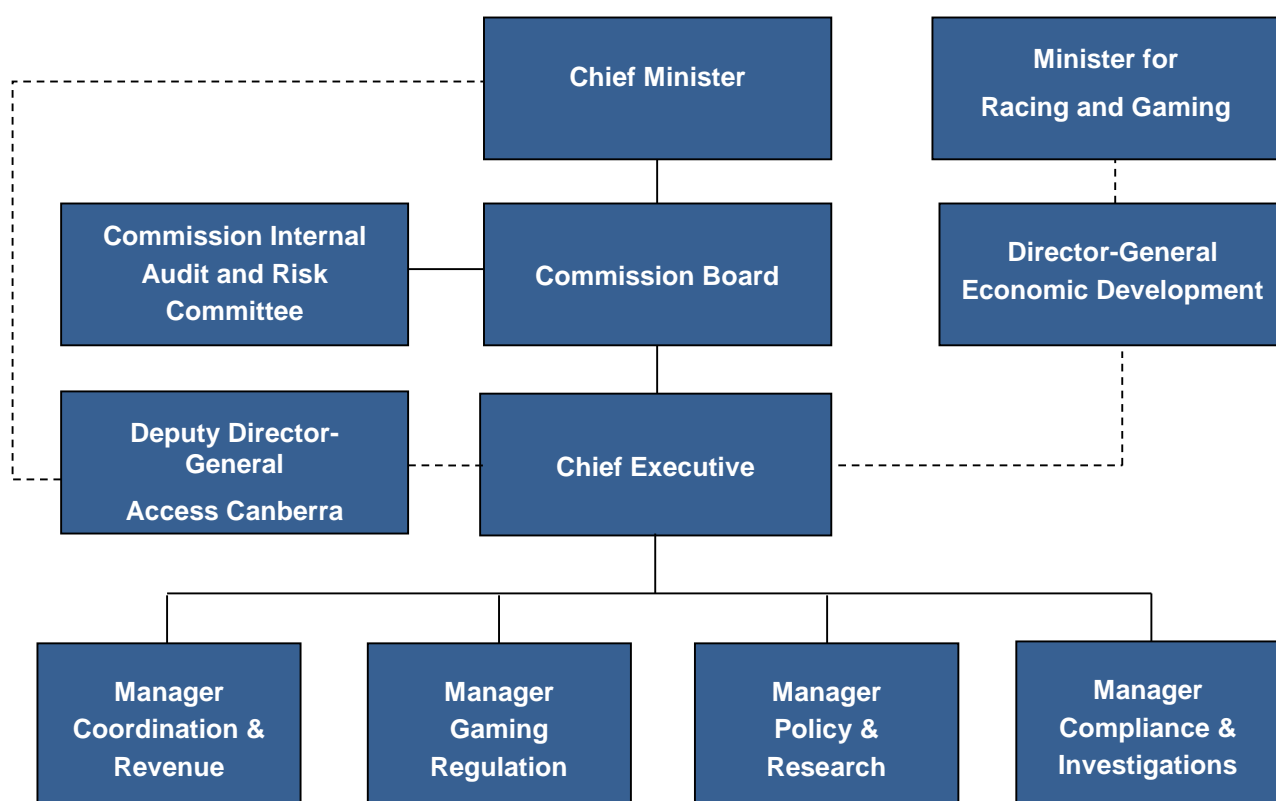 Chief Minister
Minister for
Racing and Gaming
Commission Internal
Audit and Risk
Committee
Commission Board
Director-General
Economic Development
Deputy Director-
General
Access Canberra
Chief Executive
Manager
Coordination &
Revenue
Manager
Gaming
Regulation
Manager
Policy &
Research
Manager
Compliance &
Investigations